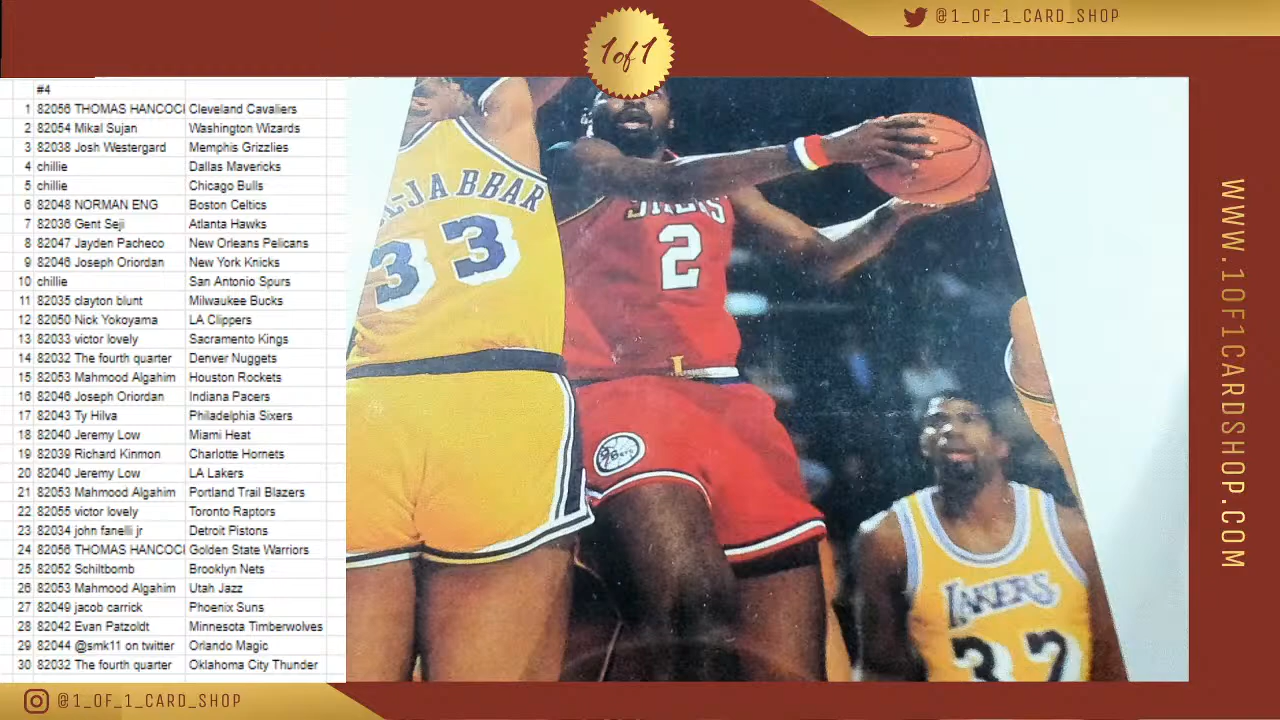 @1_OF_1_CARD_SHOP
1of1
#4
1 82056 THOMAS HANCOC Cleveland Cavaliers
2 82054 Mikal Sujan Washington Wizards
3 82038 Josh Westergard Memphis Grizzlies
4 chillie Dallas Mavericks
5 chillie Chicago Bulls
6 82048 NORMAN ENG Boston Celtics
7 82036 Gent Seji Atlanta Hawks
8 82047 Jayden Pacheco New Orleans Pelicans
9 82046 Joseph Oriordan New York Knicks
10 chillie San Antonio Spurs
11 82035 clayton blunt Milwaukee Bucks
12 82050 Nick Yokoyama LA Clippers
13 82033 victor lovely Sacramento Kings
14 82032 The fourth quarter Denver Nuggets
15 82053 Mahmood Algahim Houston Rockets
16 82046 Joseph Oriordan Indiana Pacers
17 82043 Ty Hilva Philadelphia Sixers
18 82040 Jeremy Low Miami Heat
19 82039 Richard Kinmon Charlotte Hornets
20 82040 Jeremy Low LA Lakers
21 82053 Mahmood Algahim Portland Trail Blazers
22 82055 victor lovely Toronto Raptors
23 82034 john fanelli jr Detroit Pistons
24 82056 THOMAS HANCOC Golden State Warriors
25 82052 Schiltbomb Brooklyn Nets
26 82053 Mahmood Algahim Utah Jazz
27 82049 jacob carrick Phoenix Suns
28 82042 Evan Patzoldt Minnesota Timberwolves
29 82044 @smk11 on twitter Orlando Magic
30 82032 The fourth quarter Oklahoma City Thunder
-JABBAR
33
SIXERS
2
LAKERS
32
WWW.1OF1CARDSHOP.COM
@1_OF_1_CARD_SHOP